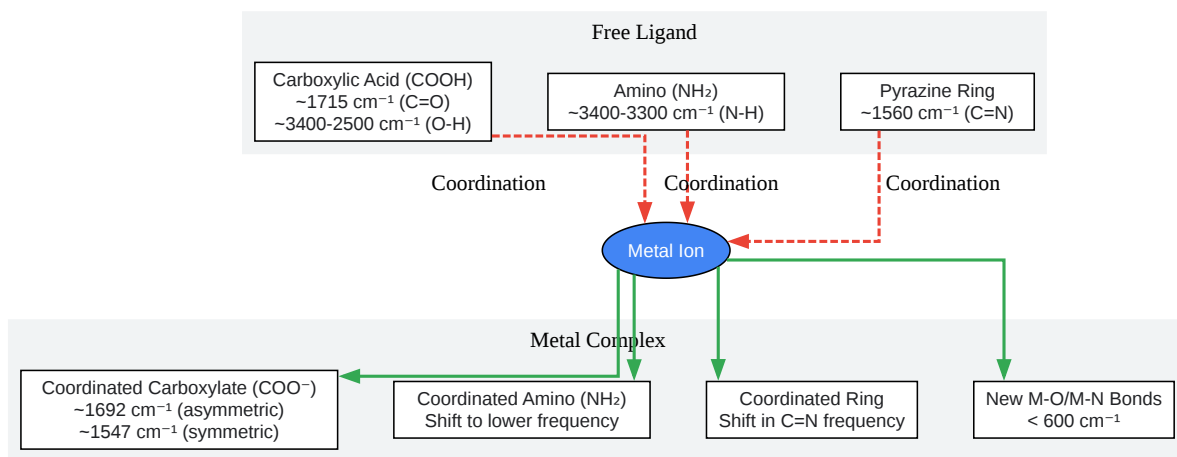 Free Ligand
Carboxylic Acid (COOH)
~1715 cm⁻¹ (C=O)
~3400-2500 cm⁻¹ (O-H)
Amino (NH₂)
~3400-3300 cm⁻¹ (N-H)
Pyrazine Ring
~1560 cm⁻¹ (C=N)
Coordination
Coordination
Coordination
Metal Ion
Metal Complex
Coordinated Carboxylate (COO⁻)
~1692 cm⁻¹ (asymmetric)
~1547 cm⁻¹ (symmetric)
Coordinated Amino (NH₂)
Shift to lower frequency
Coordinated Ring
Shift in C=N frequency
New M-O/M-N Bonds
< 600 cm⁻¹